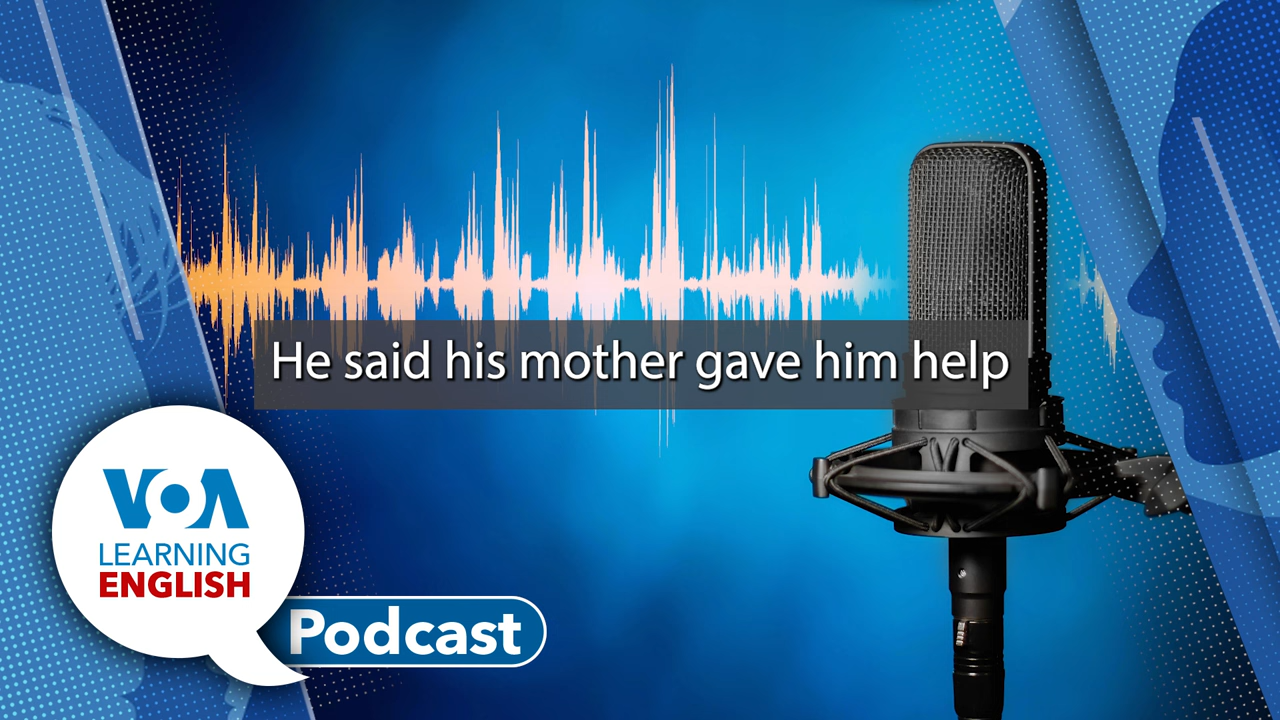 He said his mother gave him help
VOA
LEARNING
ENGLISH
Podcast